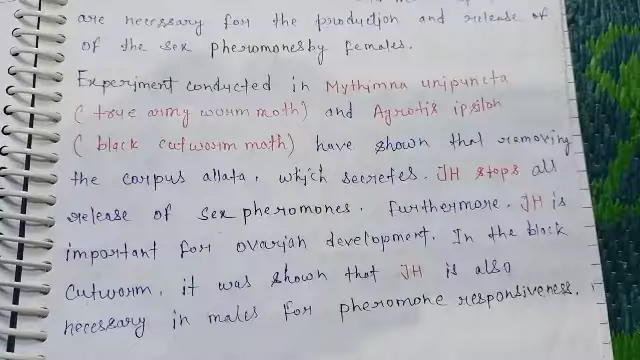 are necessary for the production and release of
of the sex pheromones by females.
Experiment conducted in Mythimna unipuncta
(true army worm moth) and Agrotis ipsilon
(black cutworm moth) have shown that removing
the corpus allata, which secretes. JH stops all
release of sex pheromones. Furthermore. JH is
important for ovarian development. In the black
cutworm, it was shown that JH is also
necessary in males for pheromone responsiveness.